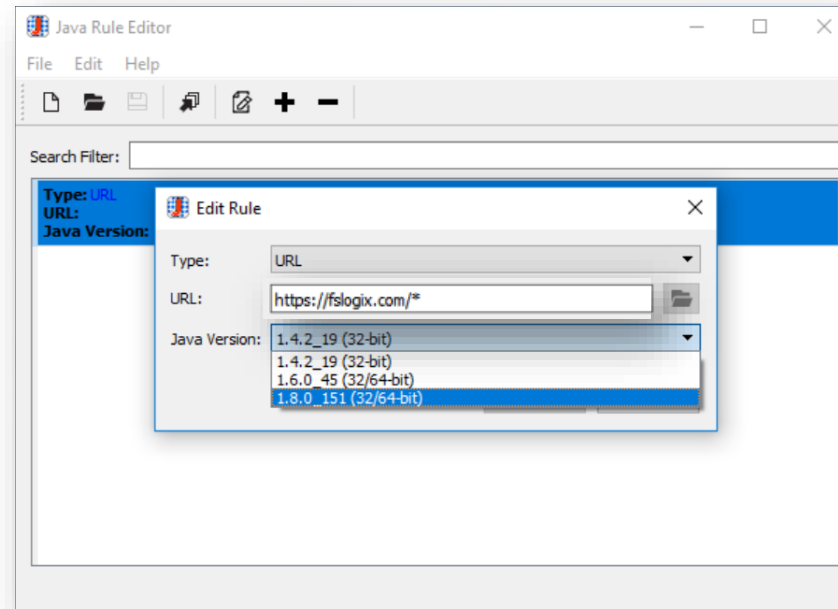 Java Rule Editor
File Edit Help
Search Filter:
Type: URL
URL:
Java Version:
Edit Rule
Type: URL
URL: https://fslogix.com/*
Java Version: 1.4.2_19 (32-bit)
1.4.2_19 (32-bit)
1.6.0_45 (32/64-bit)
1.8.0_151 (32/64-bit)